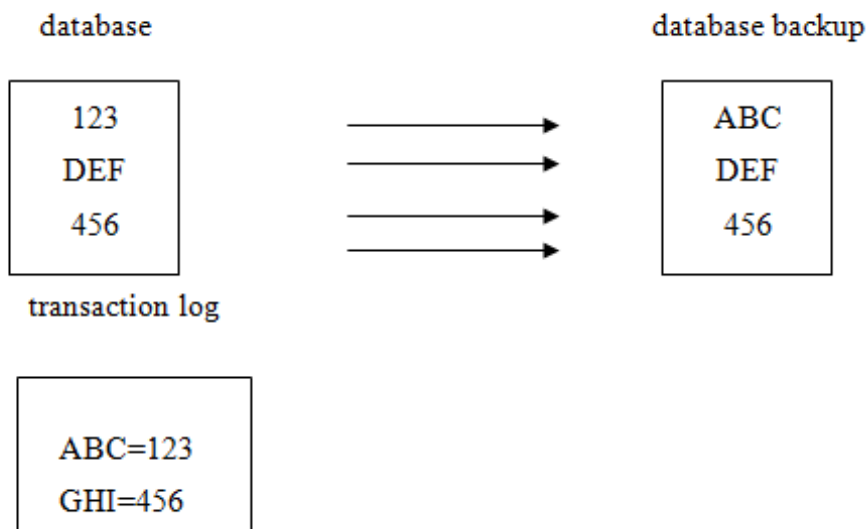 database
database backup
123
DEF
456
ABC
DEF
456
transaction log
ABC=123
GHI=456